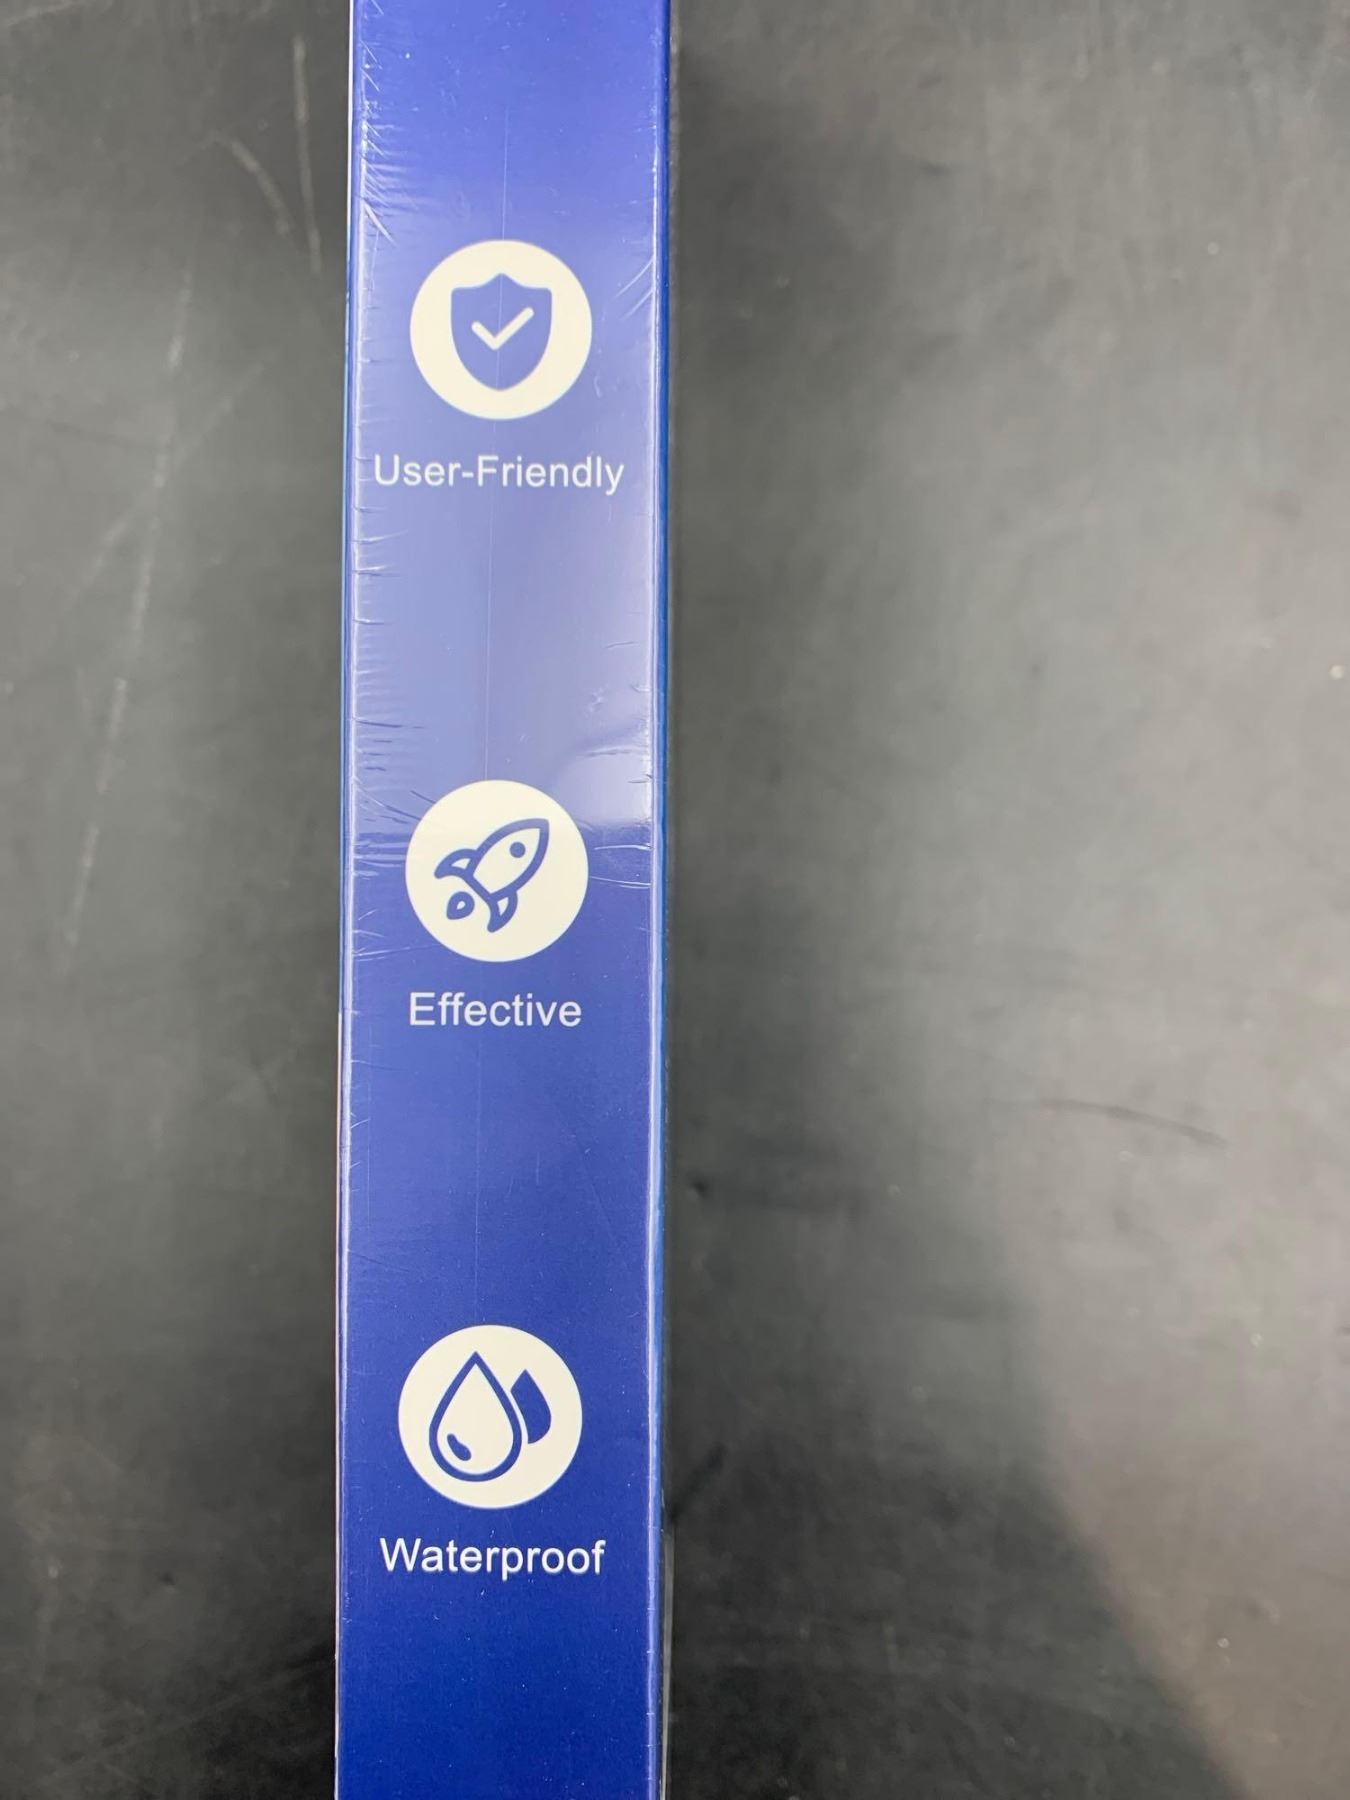 User-Friendly
Effective
Waterproof